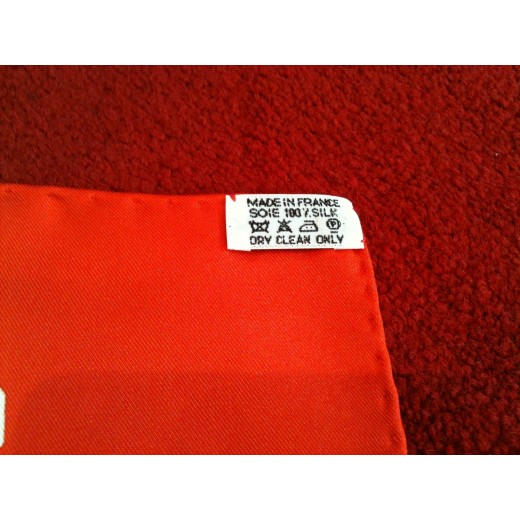 MADE IN FRANCE
SOIE 100% SILK
DRY CLEAN ONLY